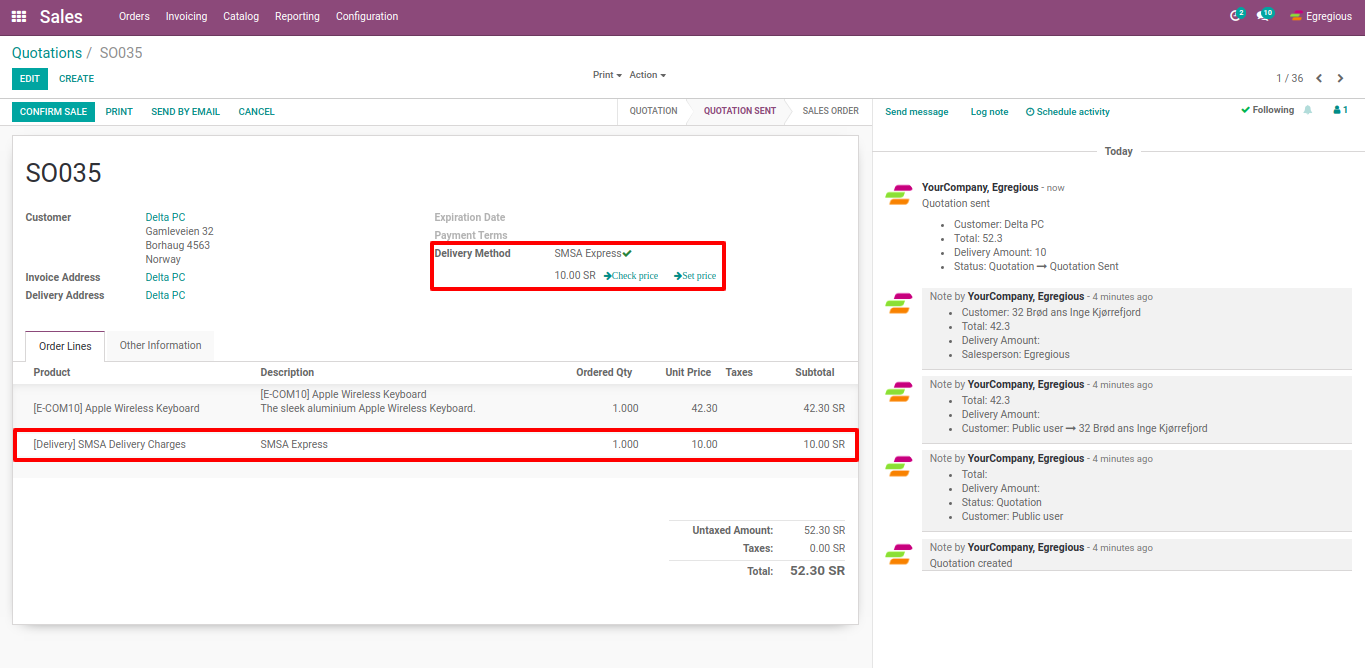 Sales Orders Invoicing Catalog Reporting Configuration 2 10 Egregious
Quotations / SO035
EDIT CREATE Print Action 1 / 36
CONFIRM SALE PRINT SEND BY EMAIL CANCEL QUOTATION QUOTATION SENT SALES ORDER
SO035
Customer Delta PC
Gamleveien 32
Borhaug 4563
Norway
Invoice Address Delta PC
Delivery Address Delta PC
Expiration Date
Payment Terms
Delivery Method SMSA Express
10.00 SR Check price Set price
Order Lines Other Information
Product Description Ordered Qty Unit Price Taxes Subtotal
[E-COM10] Apple Wireless Keyboard
[E-COM10] Apple Wireless Keyboard The sleek aluminium Apple Wireless Keyboard. 1.000 42.30 42.30 SR
[Delivery] SMSA Delivery Charges SMSA Express 1.000 10.00 10.00 SR
Untaxed Amount: 52.30 SR
Taxes: 0.00 SR
Total: 52.30 SR
Send message Log note Schedule activity Following 1
Today
YourCompany, Egregious - now
Quotation sent
Customer: Delta PC
Total: 52.3
Delivery Amount: 10
Status: Quotation → Quotation Sent
Note by YourCompany, Egregious - 4 minutes ago
Customer: 32 Brød ans Inge Kjørrefjord
Total: 42.3
Delivery Amount:
Salesperson: Egregious
Note by YourCompany, Egregious - 4 minutes ago
Total: 42.3
Delivery Amount:
Customer: Public user → 32 Brød ans Inge Kjørrefjord
Note by YourCompany, Egregious - 4 minutes ago
Total:
Delivery Amount:
Status: Quotation
Customer: Public user
Note by YourCompany, Egregious - 4 minutes ago
Quotation created